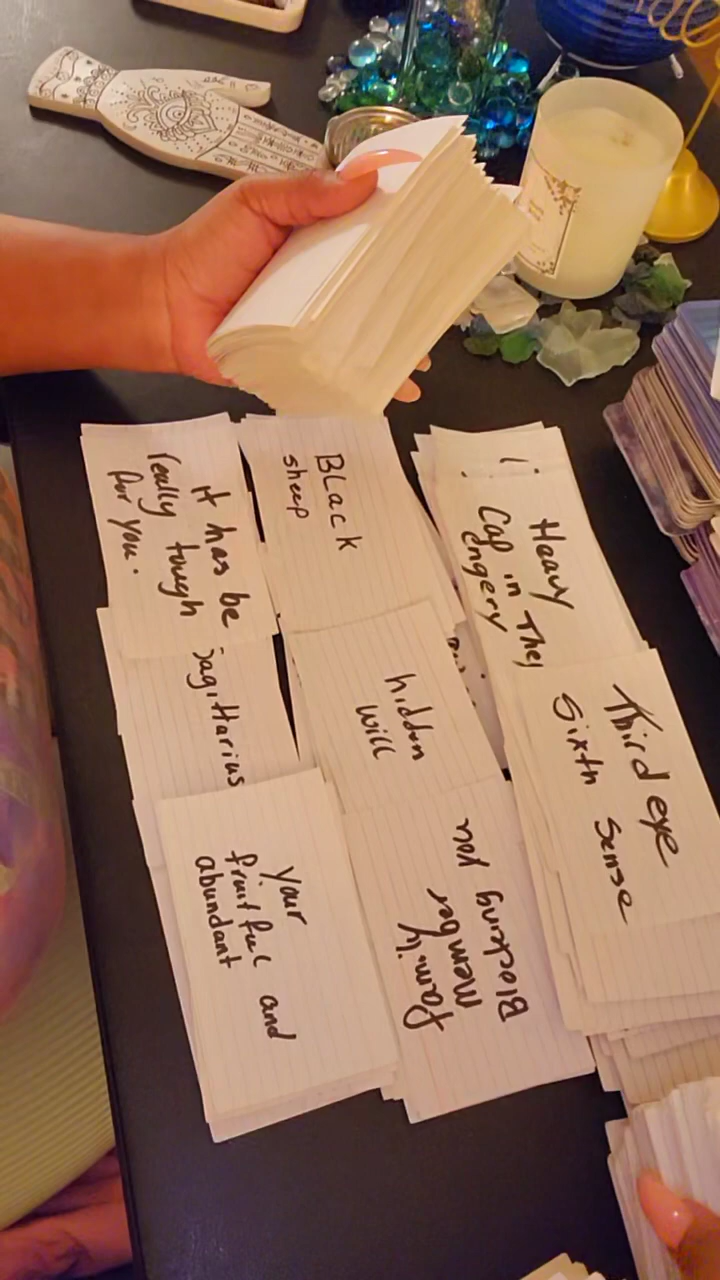 It has be
really tough
for you.
Black
sheep
Heavy
Cap in They
engery
Sagittarius
hidden
will
Third eye
Sixth Sense
Your
fruitful and
abundant
family
Member
Blocking you